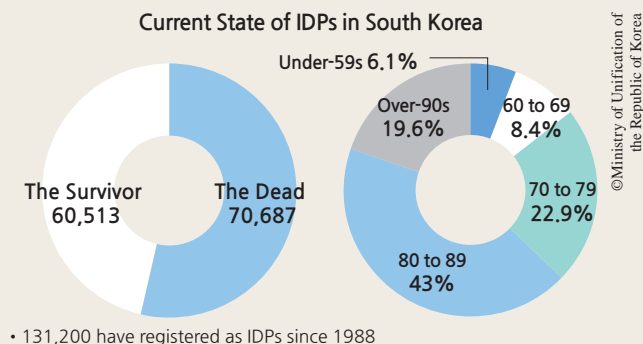 Current State of IDPs in South Korea
Under-59s 6.1%
Over-90s
19.6%
60 to 69
8.4%
The Survivor
60,513
The Dead
70,687
70 to 79
22.9%
80 to 89
43%
• 131,200 have registered as IDPs since 1988
©Ministry of Unification of
the Republic of Korea